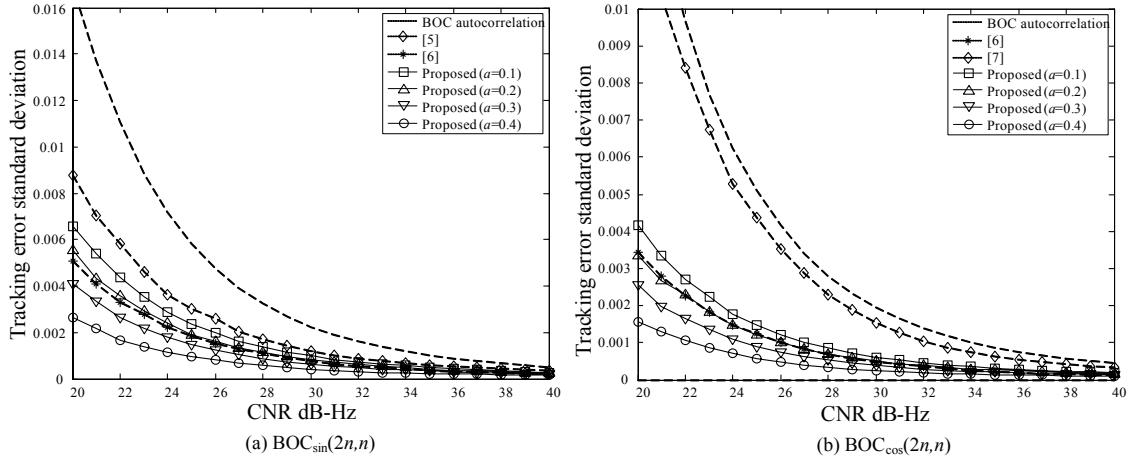 0.016
0.014
0.012
0.01
0.008
0.006
0.004
0.002
0
Tracking error standard deviation
20 22 24 26 28 30 32 34 36 38 40
CNR dB-Hz
BOC autocorrelation
[5]
[6]
Proposed (a=0.1)
Proposed (a=0.2)
Proposed (a=0.3)
Proposed (a=0.4)
(a) BOCsin(2n,n)
0.01
0.009
0.008
0.007
0.006
0.005
0.004
0.003
0.002
0.001
0
Tracking error standard deviation
20 22 24 26 28 30 32 34 36 38 40
CNR dB-Hz
BOC autocorrelation
[6]
[7]
Proposed (a=0.1)
Proposed (a=0.2)
Proposed (a=0.3)
Proposed (a=0.4)
(b) BOCcos(2n,n)